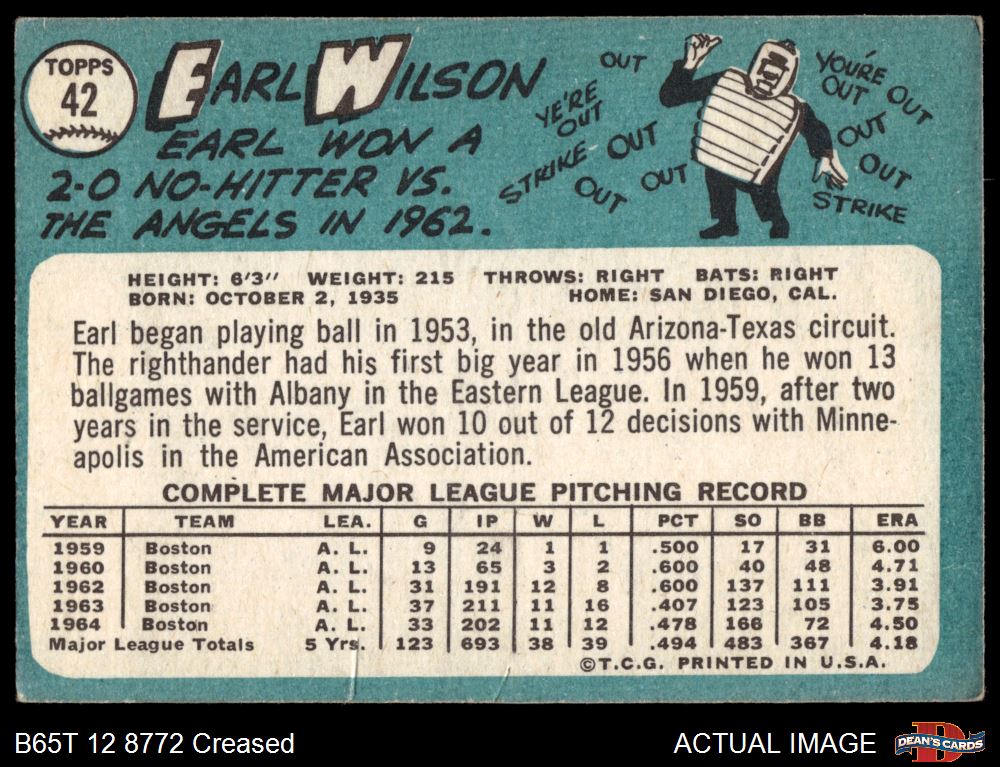 TOPPS
42
EARL WILSON
EARL WON A
2-0 NO-HITTER VS.
THE ANGELS IN 1962.
OUT
YE'RE
OUT
STRIKE
OUT
OUT
OUT
YOU'RE
OUT
OUT
OUT
OUT
STRIKE
HEIGHT: 6'3" WEIGHT: 215 THROWS: RIGHT BATS: RIGHT
BORN: OCTOBER 2, 1935 HOME: SAN DIEGO, CAL.
Earl began playing ball in 1953, in the old Arizona-Texas circuit.
The righthander had his first big year in 1956 when he won 13
ballgames with Albany in the Eastern League. In 1959, after two
years in the service, Earl won 10 out of 12 decisions with Minne-
apolis in the American Association.
COMPLETE MAJOR LEAGUE PITCHING RECORD
YEAR TEAM LEA. G IP W L PCT SO BB ERA
1959 Boston A. L. 9 24 1 1 .500 17 31 6.00
1960 Boston A. L. 13 65 3 2 .600 40 48 4.71
1962 Boston A. L. 31 191 12 8 .600 137 111 3.91
1963 Boston A. L. 37 211 11 16 .407 123 105 3.75
1964 Boston A. L. 33 202 11 12 .478 166 72 4.50
Major League Totals 5 Yrs. 123 693 38 39 .494 483 367 4.18
©T.C.G. PRINTED IN U.S.A.
B65T 12 8772 Creased
ACTUAL IMAGE
D
DEAN'S CARDS